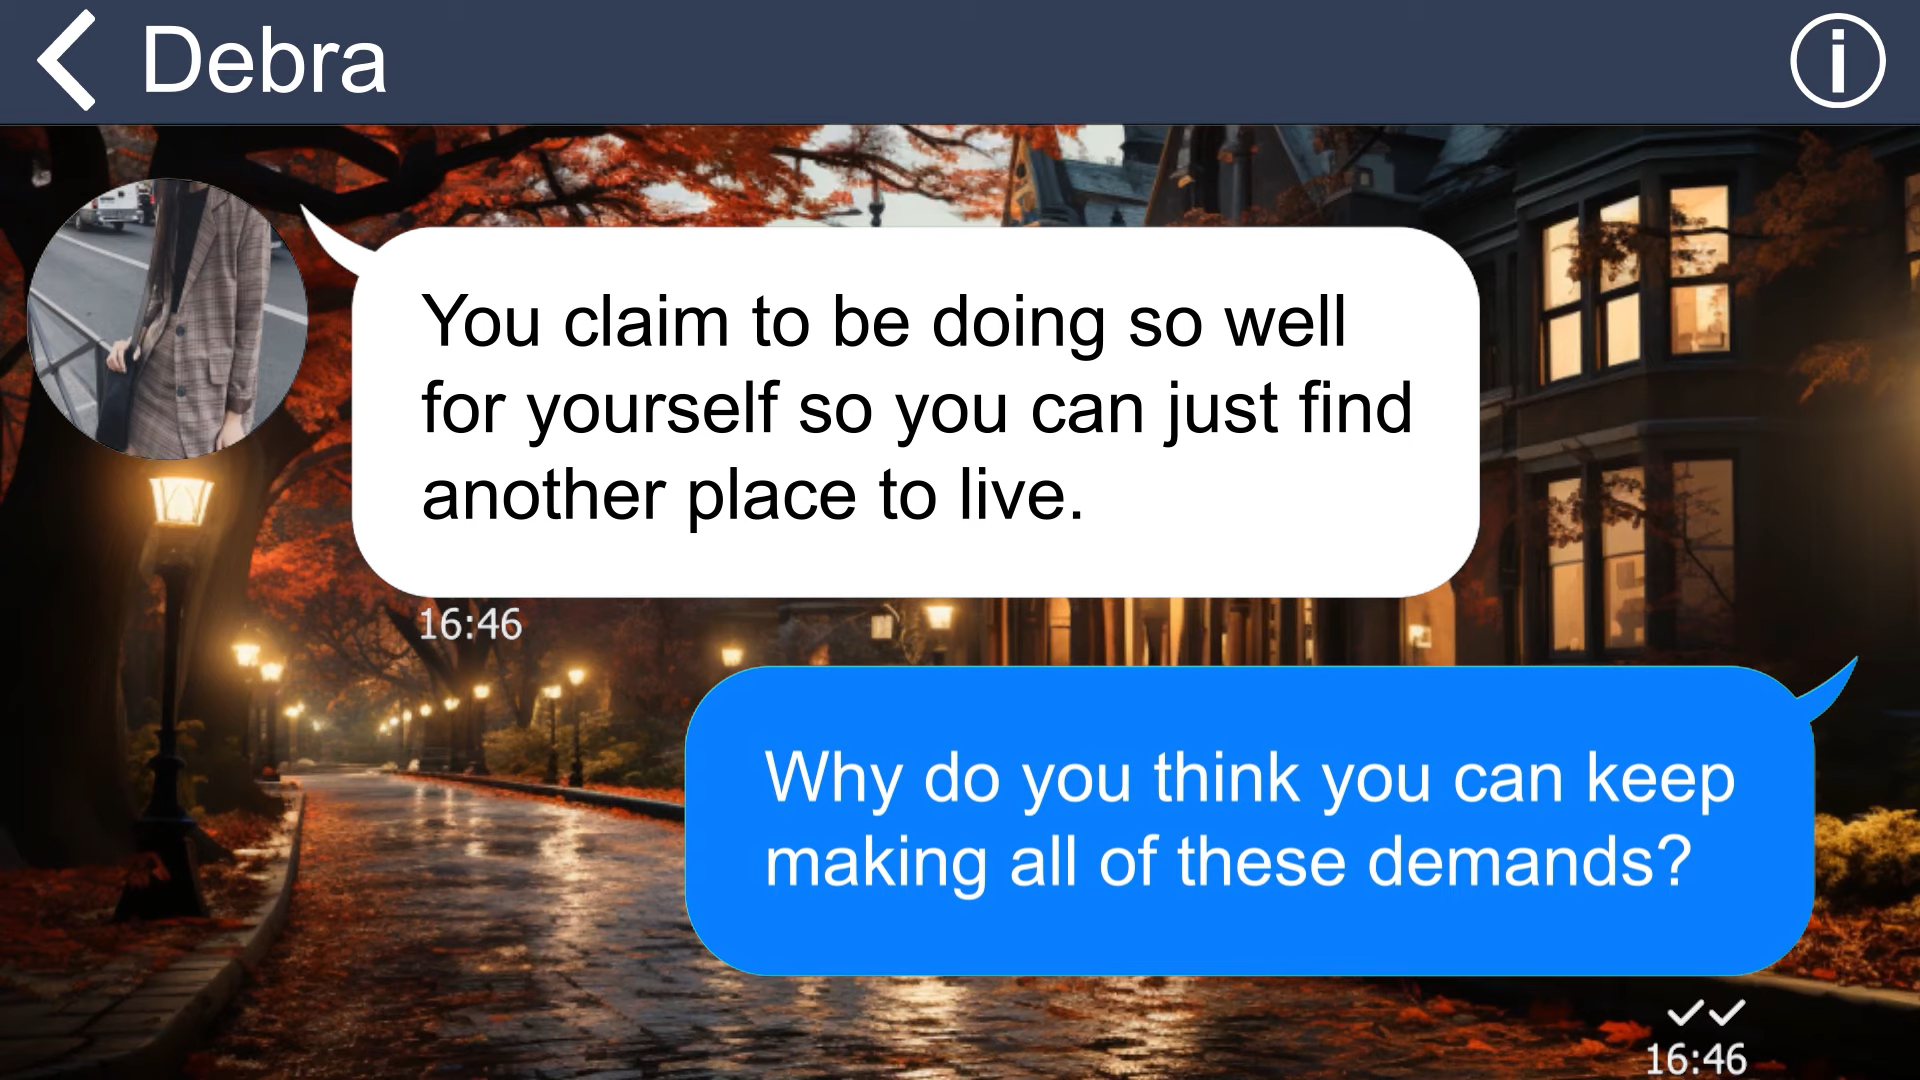 Debra
You claim to be doing so well
for yourself so you can just find
another place to live.
16:46
Why do you think you can keep
making all of these demands?
16:46